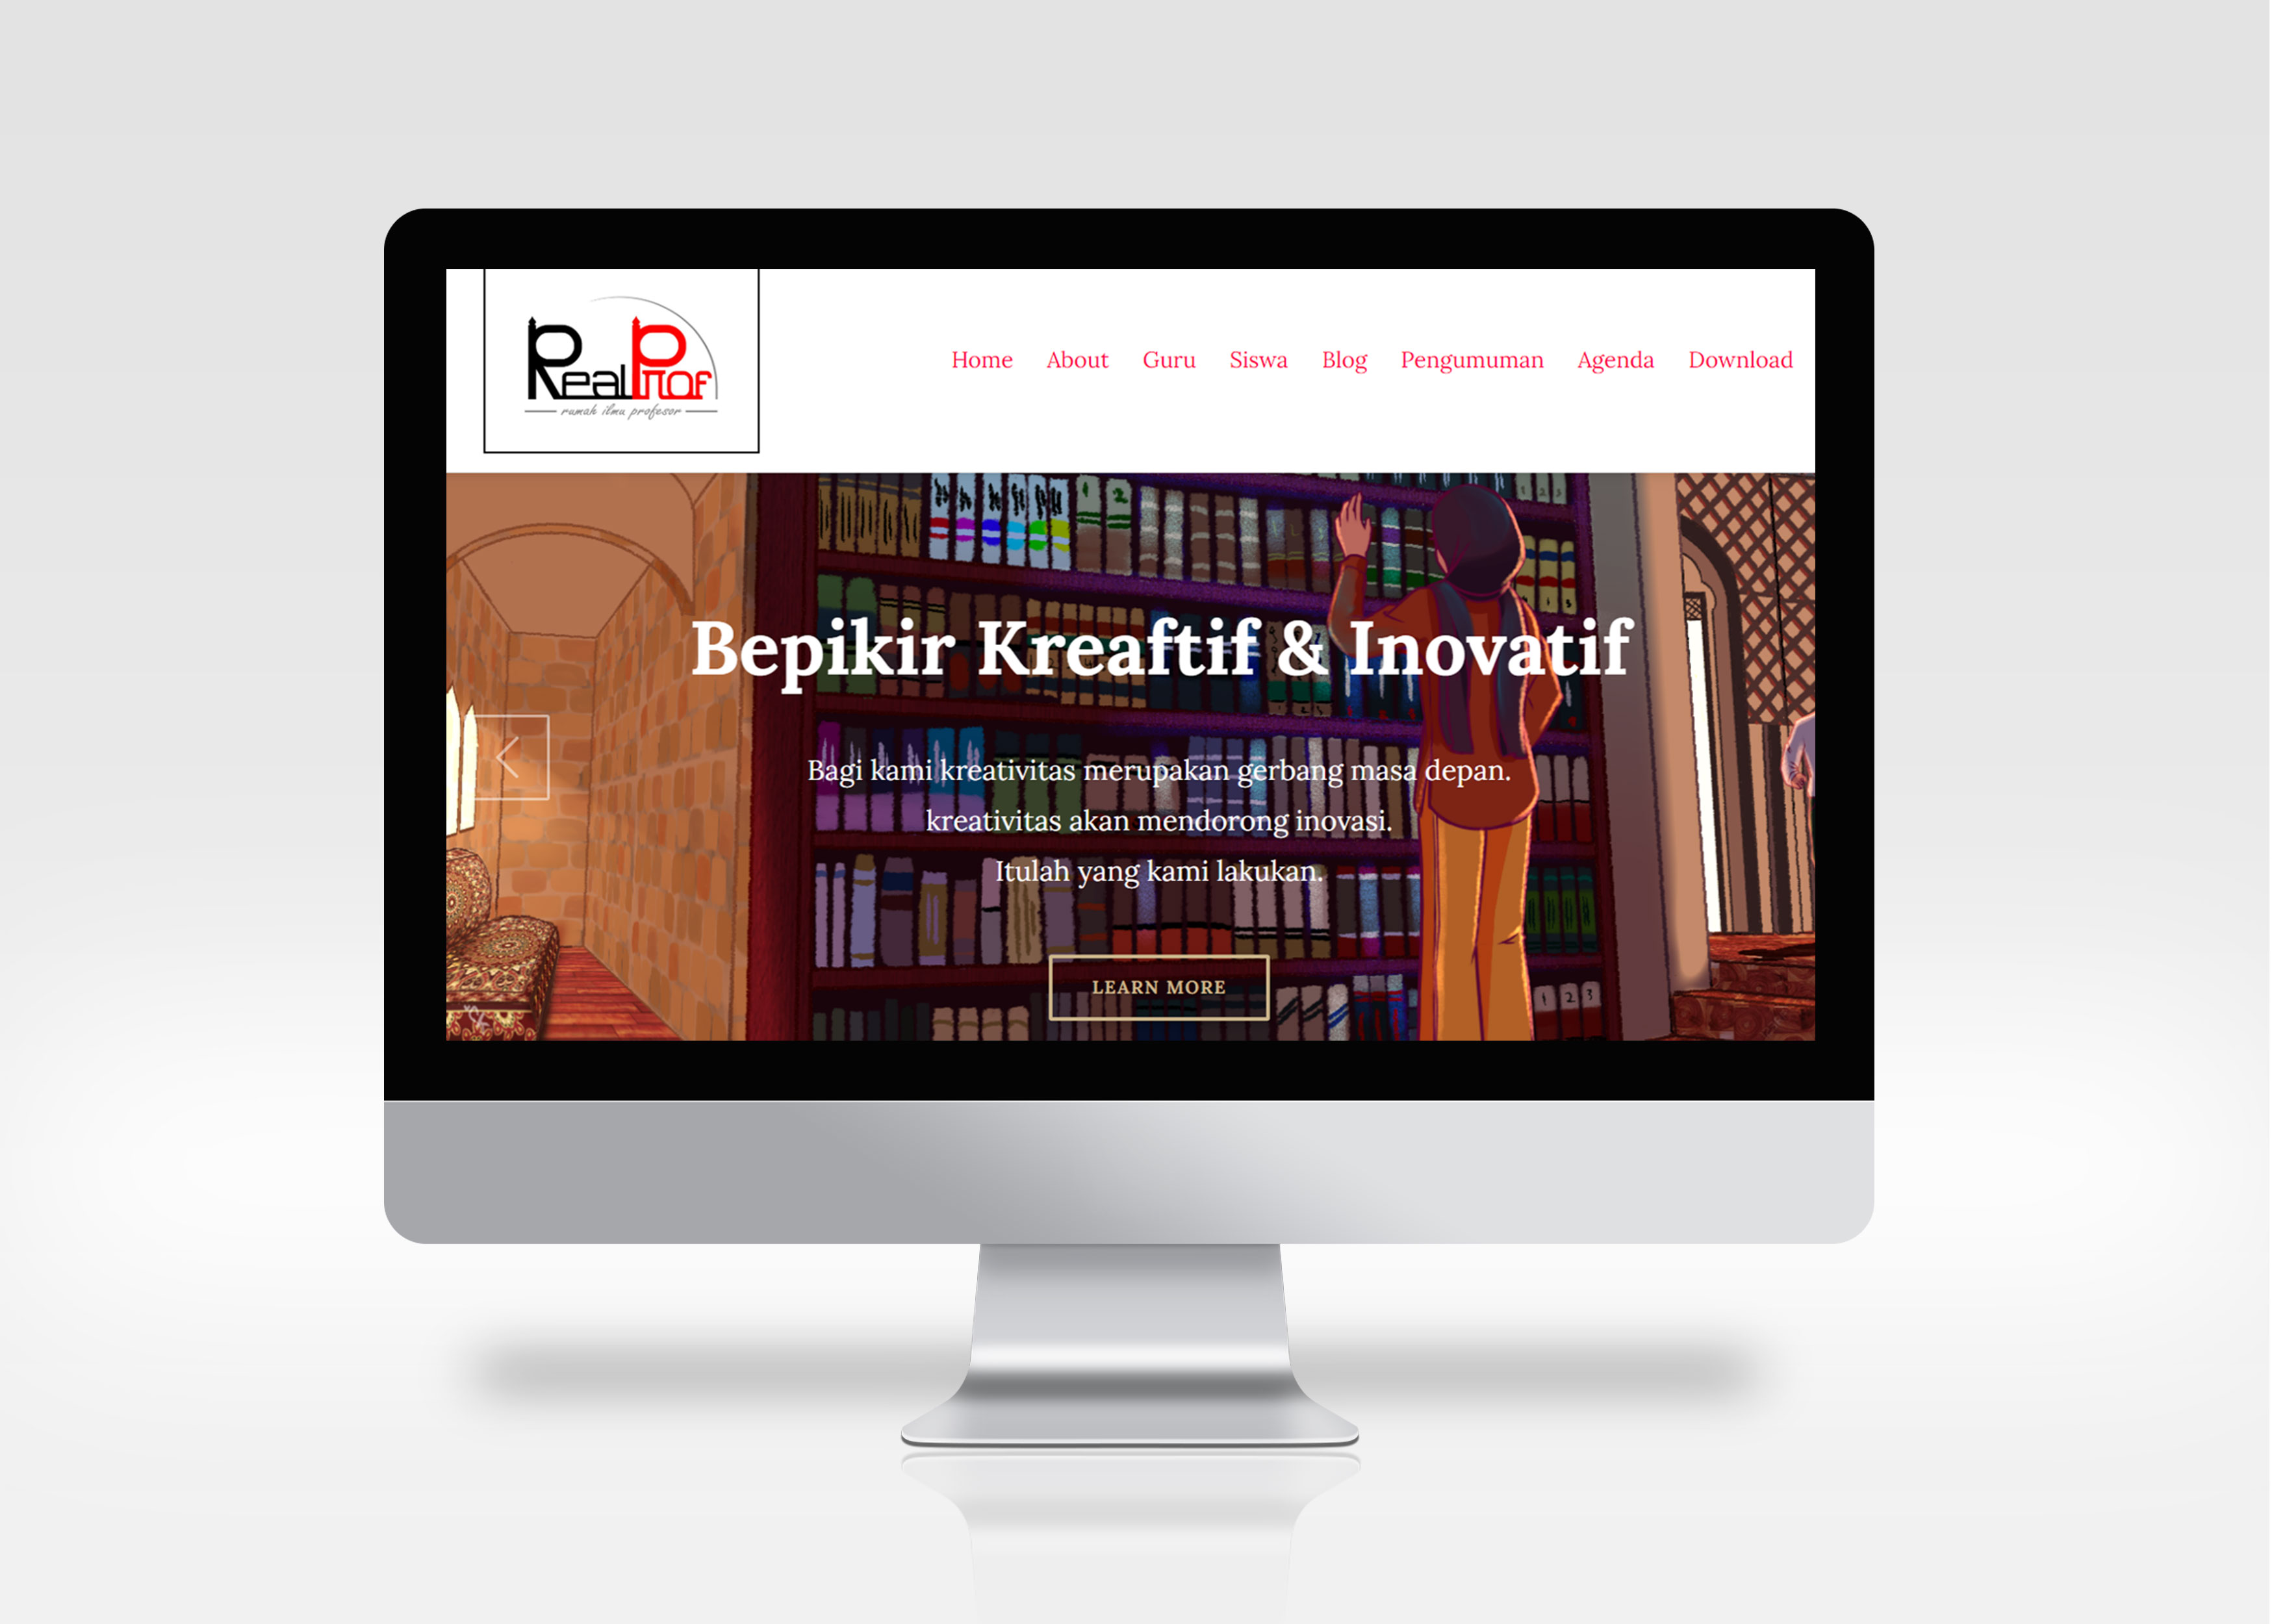 RealProf
rumah ilmu profesor
Home About Guru Siswa Blog Pengumuman Agenda Download
Bepikir Kreaftif & Inovatif
Bagi kami kreativitas merupakan gerbang masa depan.
kreativitas akan mendorong inovasi.
Itulah yang kami lakukan.
LEARN MORE